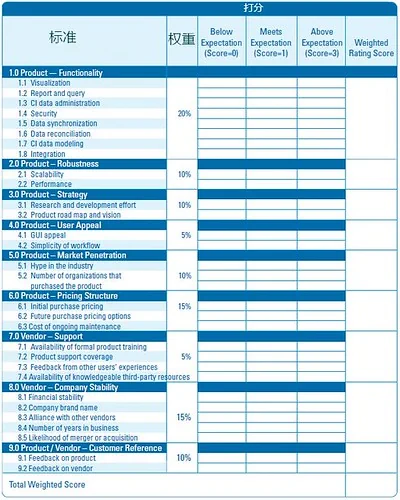 打分
标准
权重
Below
Expectation
(Score=0)
Meets
Expectation
(Score=1)
Above
Expectation
(Score=3)
Weighted
Rating Score
1.0 Product — Functionality
1.1 Visualization
1.2 Report and query
1.3 CI data administration
1.4 Security
1.5 Data synchronization
1.6 Data reconciliation
1.7 CI data modeling
1.8 Integration
20%
2.0 Product – Robustness
2.1 Scalability
2.2 Performance
10%
3.0 Product – Strategy
3.1 Research and development effort
3.2 Product road map and vision
10%
4.0 Product – User Appeal
4.1 GUI appeal
4.2 Simplicity of workflow
5%
5.0 Product – Market Penetration
5.1 Hype in the industry
5.2 Number of organizations that
purchased the product
10%
6.0 Product – Pricing Structure
6.1 Initial purchase pricing
6.2 Future purchase pricing options
6.3 Cost of ongoing maintenance
15%
7.0 Vendor – Support
7.1 Availability of formal product training
7.2 Product support coverage
7.3 Feedback from other users' experiences
7.4 Availability of knowledgeable third-party resources
5%
8.0 Vendor – Company Stability
8.1 Financial stability
8.2 Company brand name
8.3 Alliance with other vendors
8.4 Number of years in business
8.5 Likelihood of merger or acquisition
15%
9.0 Product / Vendor – Customer Reference
9.1 Feedback on product
9.2 Feedback on vendor
10%
Total Weighted Score